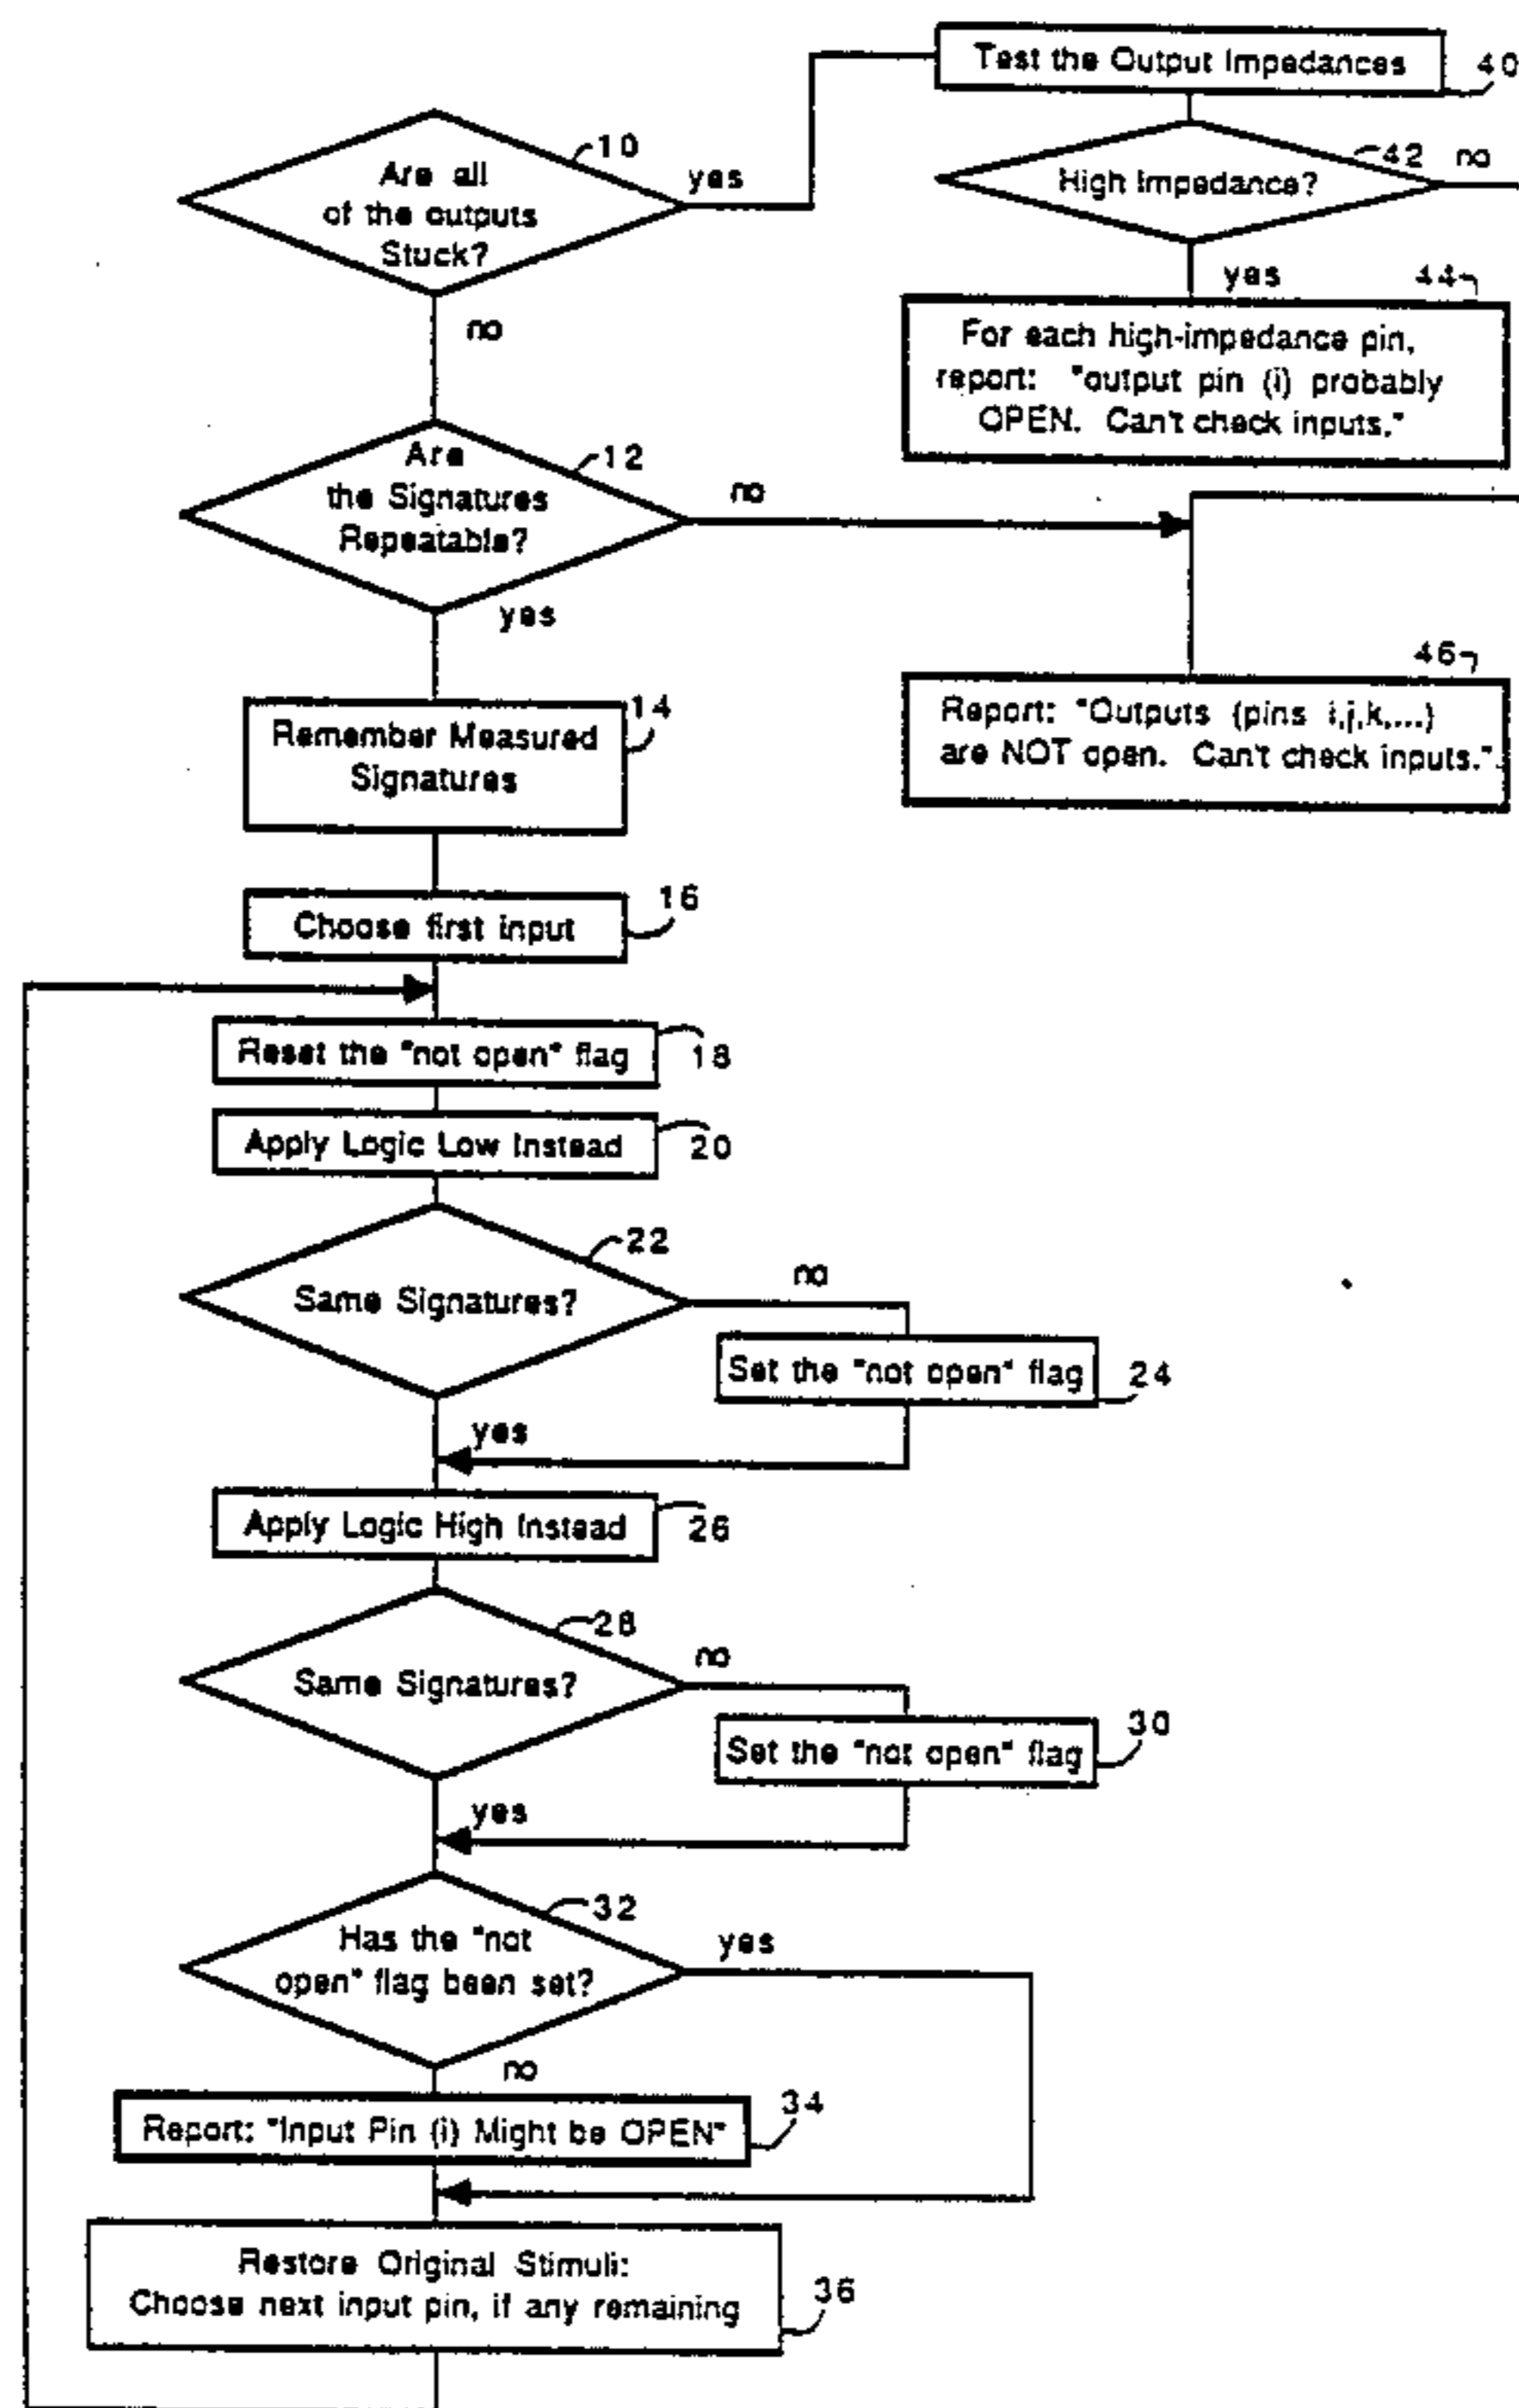 Test the Output Impedances
40
10
Are all
of the outputs
Stuck?
yes
42
no
High Impedance?
no
yes
44
For each high-impedance pin,
report: "output pin (i) probably
OPEN. Can't check inputs."
12
Are
the Signatures
Repeatable?
no
yes
46
Report: "Outputs (pins i,j,k,...)
are NOT open. Can't check inputs."
14
Remember Measured
Signatures
16
Choose first input
Reset the "not open" flag
18
Apply Logic Low Instead
20
22
Same Signatures?
no
Set the "not open" flag
24
yes
Apply Logic High Instead
26
28
Same Signatures?
no
Set the "not open" flag
30
yes
32
Has the "not
open" flag been set?
yes
no
34
Report: "Input Pin (i) Might be OPEN"
Restore Original Stimuli:
Choose next input pin, if any remaining
36